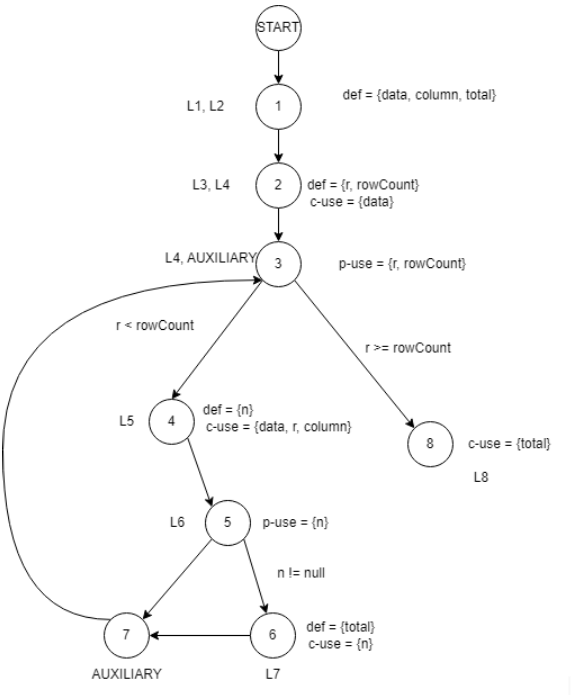 START
L1, L2
1
def = {data, column, total}
L3, L4
2
def = {r, rowCount}
c-use = {data}
L4, AUXILIARY
3
p-use = {r, rowCount}
r < rowCount
r >= rowCount
L5
4
def = {n}
c-use = {data, r, column}
8
c-use = {total}
L8
L6
5
p-use = {n}
n != null
7
AUXILIARY
6
def = {total}
c-use = {n}
L7